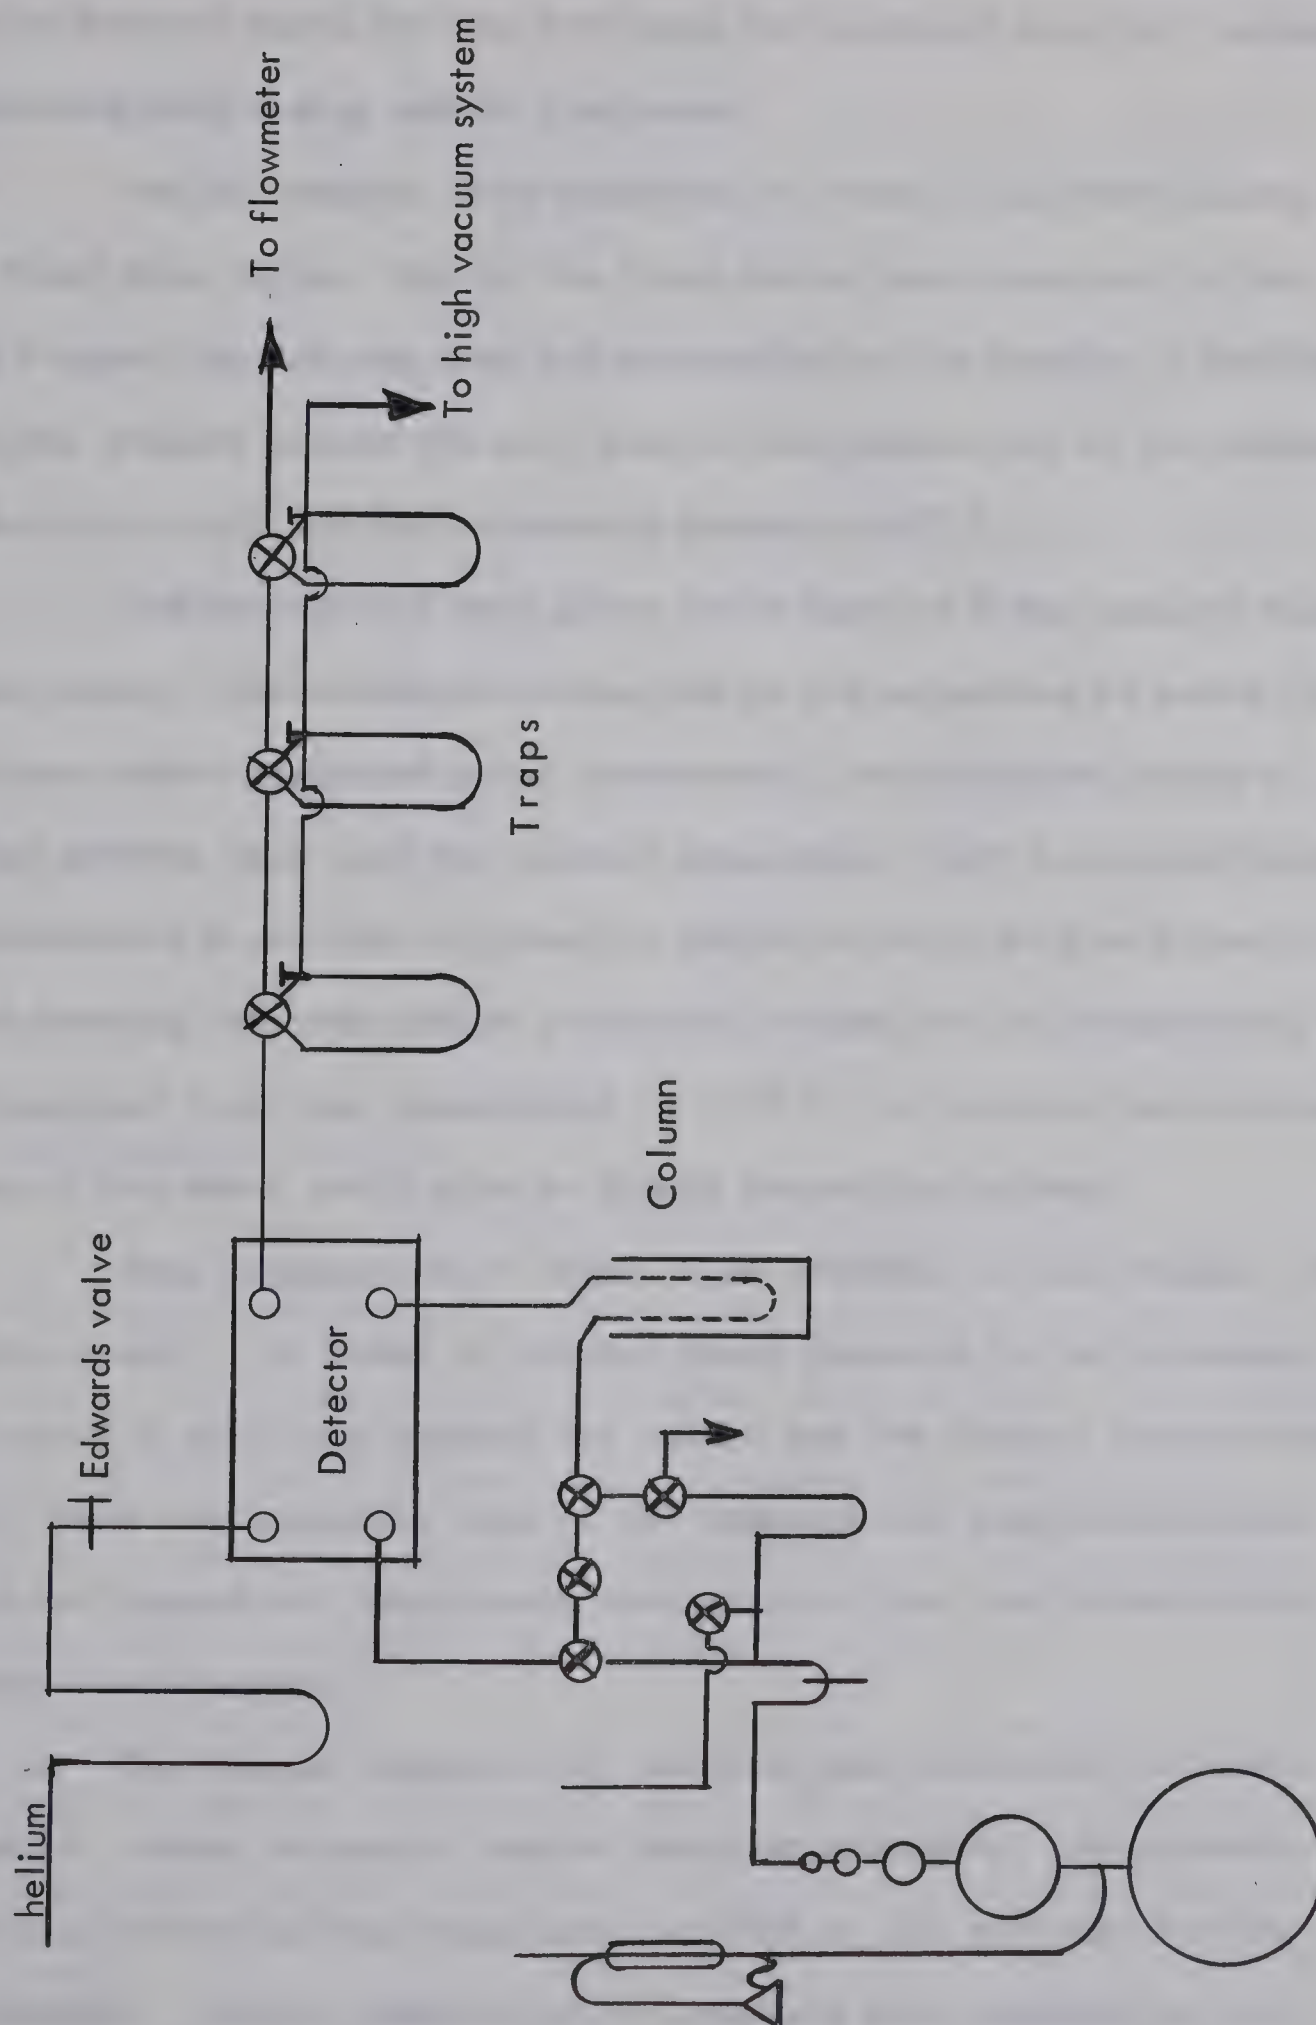 helium
Edwards valve
Detector
Column
Traps
To flowmeter
To high vacuum system